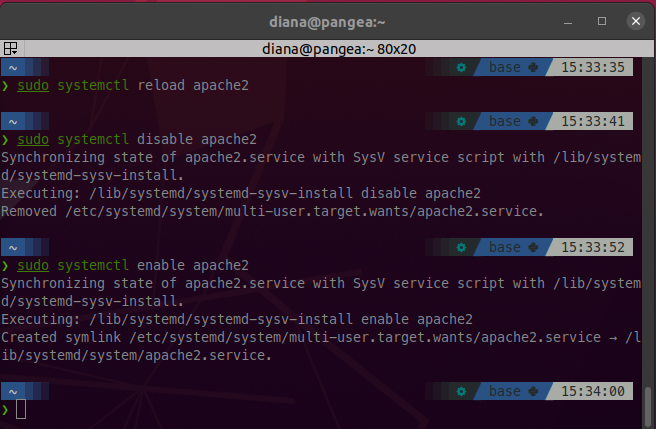 diana@pangea:~
diana@pangea:~ 80x20
~ base 15:33:35
❯ sudo systemctl reload apache2
~ base 15:33:41
❯ sudo systemctl disable apache2
Synchronizing state of apache2.service with SysV service script with /lib/system
d/systemd-sysv-install.
Executing: /lib/systemd/systemd-sysv-install disable apache2
Removed /etc/systemd/system/multi-user.target.wants/apache2.service.
~ base 15:33:52
❯ sudo systemctl enable apache2
Synchronizing state of apache2.service with SysV service script with /lib/system
d/systemd-sysv-install.
Executing: /lib/systemd/systemd-sysv-install enable apache2
Created symlink /etc/systemd/system/multi-user.target.wants/apache2.service → /l
ib/systemd/system/apache2.service.
~ base 15:34:00
❯